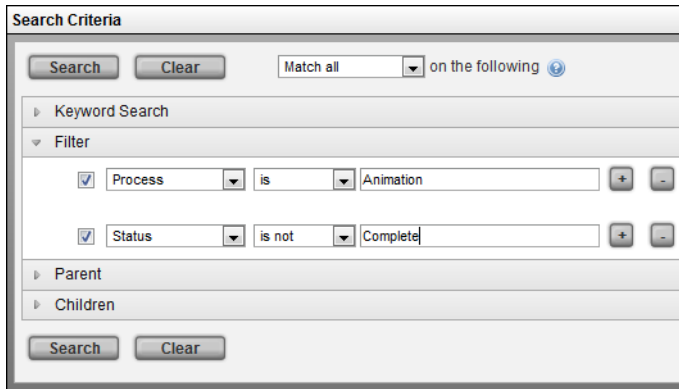 Search Criteria
Search Clear Match all on the following ?
Keyword Search
Filter
Process is Animation + -
Status is not Complete + -
Parent
Children
Search Clear